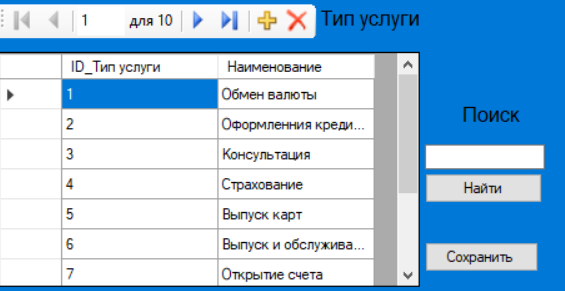 1 для 10 Тип услуги
ID_Тип услуги Наименование
1 Обмен валюты
2 Оформленния креди...
3 Консультация
4 Страхование
5 Выпуск карт
6 Выпуск и обслужива...
7 Открытие счета
Поиск
Найти
Сохранить